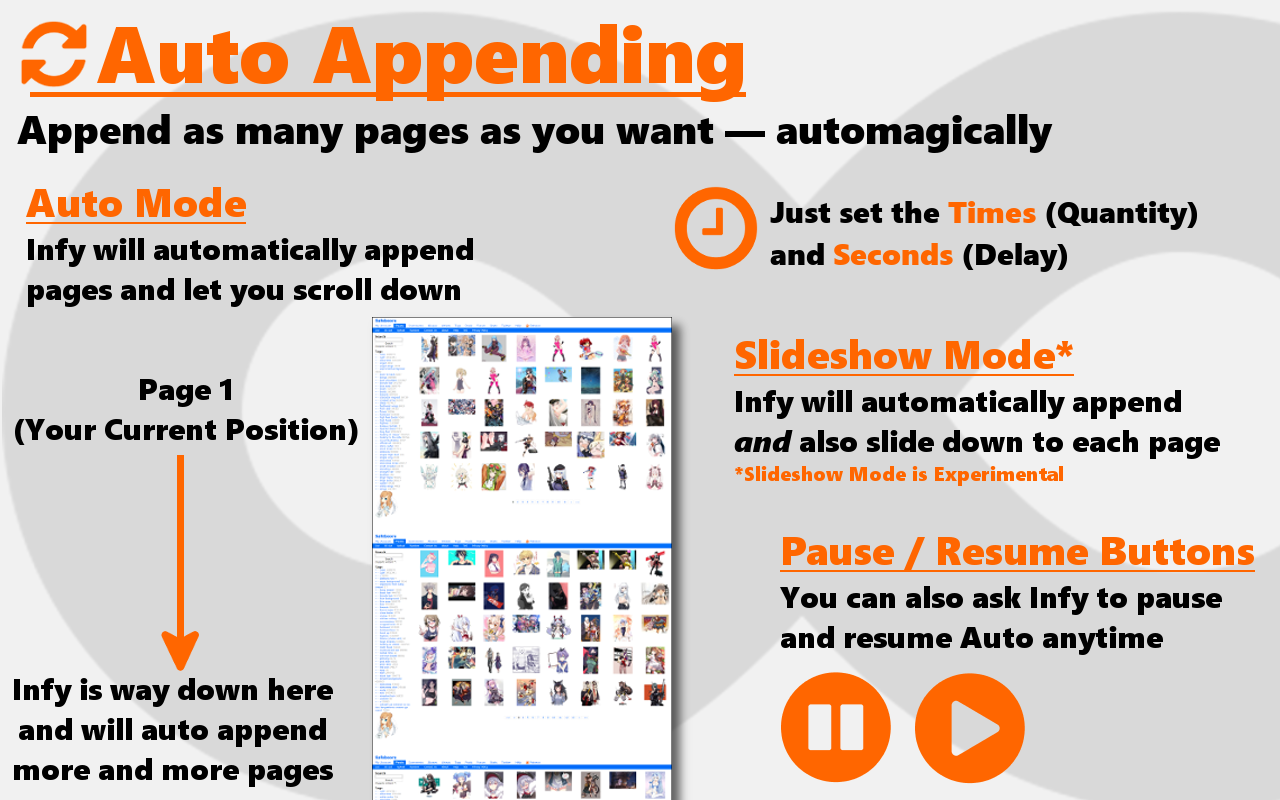 Auto Appending
Append as many pages as you want — automagically
Auto Mode
Infy will automatically append
pages and let you scroll down
Just set the Times (Quantity)
and Seconds (Delay)
Page 1
(Your Current Position)
Slideshow Mode*
Infy will automatically append
and also slide down to each page
*Slideshow Mode is Experimental
Pause / Resume Buttons
You can also ask Infy to pause
and resume Auto anytime
Infy is way down here
and will auto append
more and more pages